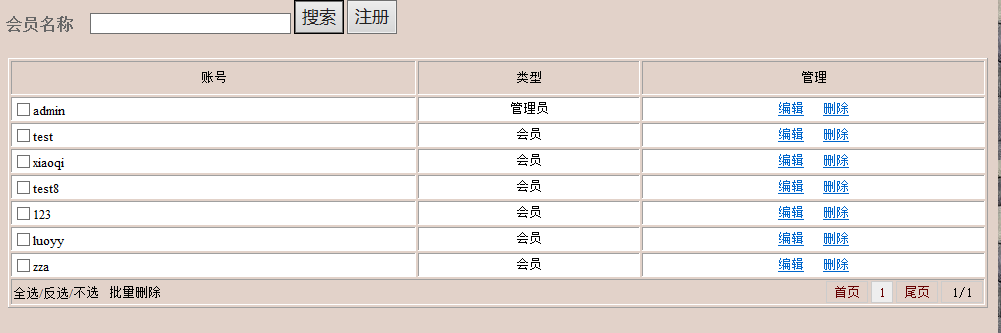 会员名称 搜索 注册
账号 类型 管理
admin 管理员 编辑 删除
test 会员 编辑 删除
xiaoqi 会员 编辑 删除
test8 会员 编辑 删除
123 会员 编辑 删除
luoyy 会员 编辑 删除
zza 会员 编辑 删除
全选/反选/不选 批量删除 首页 1 尾页 1/1